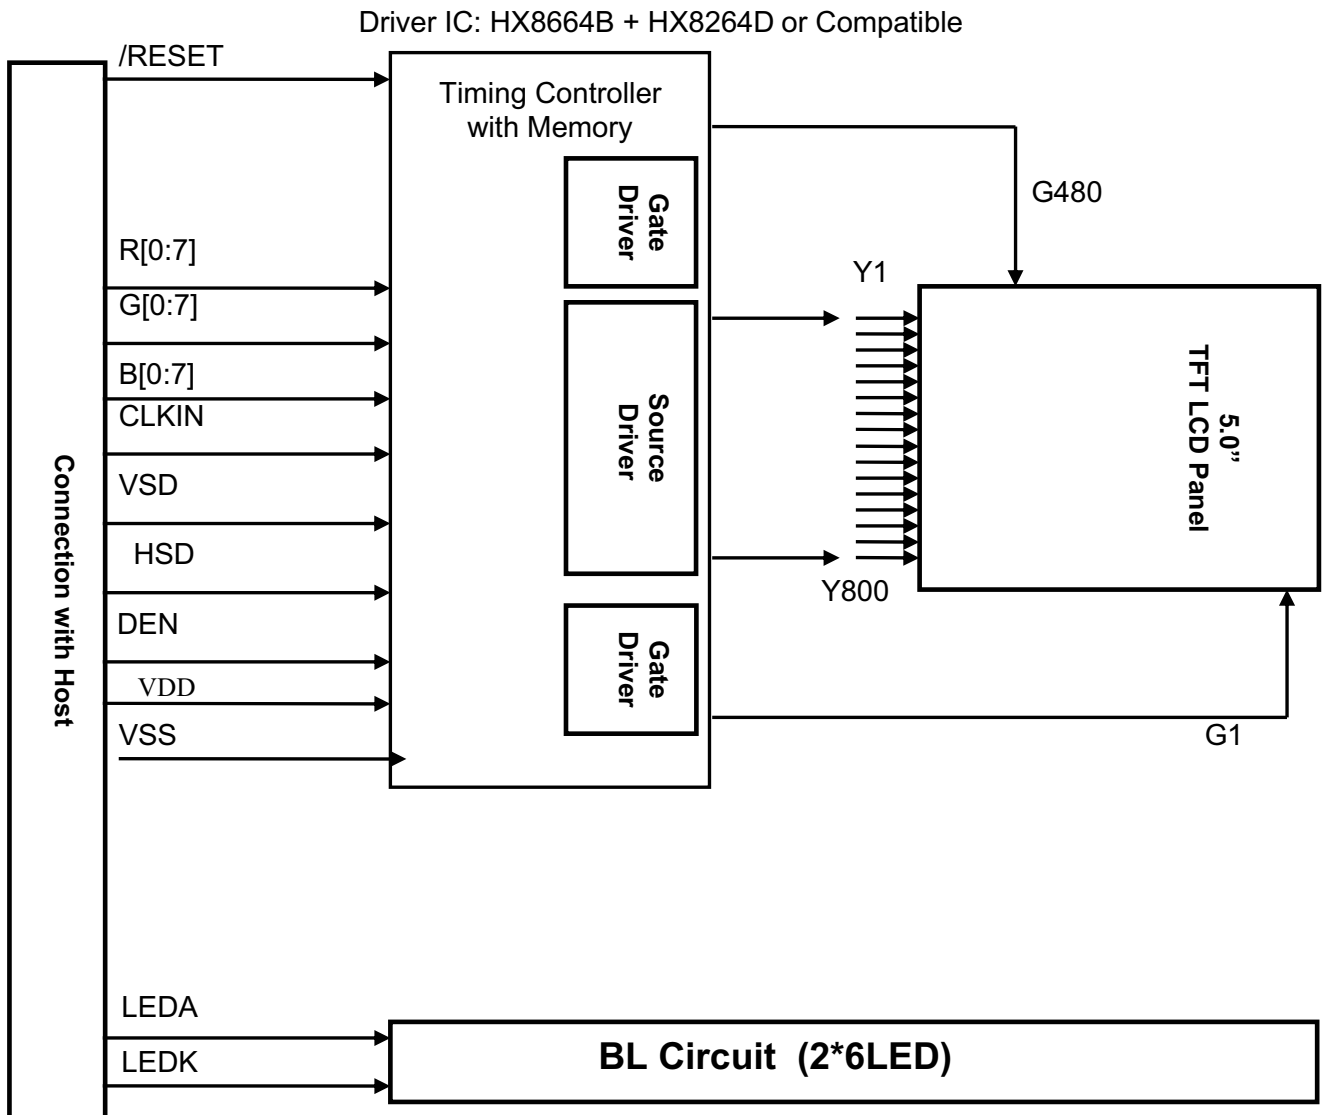 Driver IC: HX8664B + HX8264D or Compatible
/RESET
Timing Controller
with Memory
Gate
Driver
G480
R[0:7]
Y1
G[0:7]
B[0:7]
CLKIN
Source
Driver
5.0”
TFT LCD Panel
Connection with Host
VSD
HSD
Y800
DEN
Gate
Driver
VDD
VSS
G1
LEDA
LEDK
BL Circuit (2*6LED)